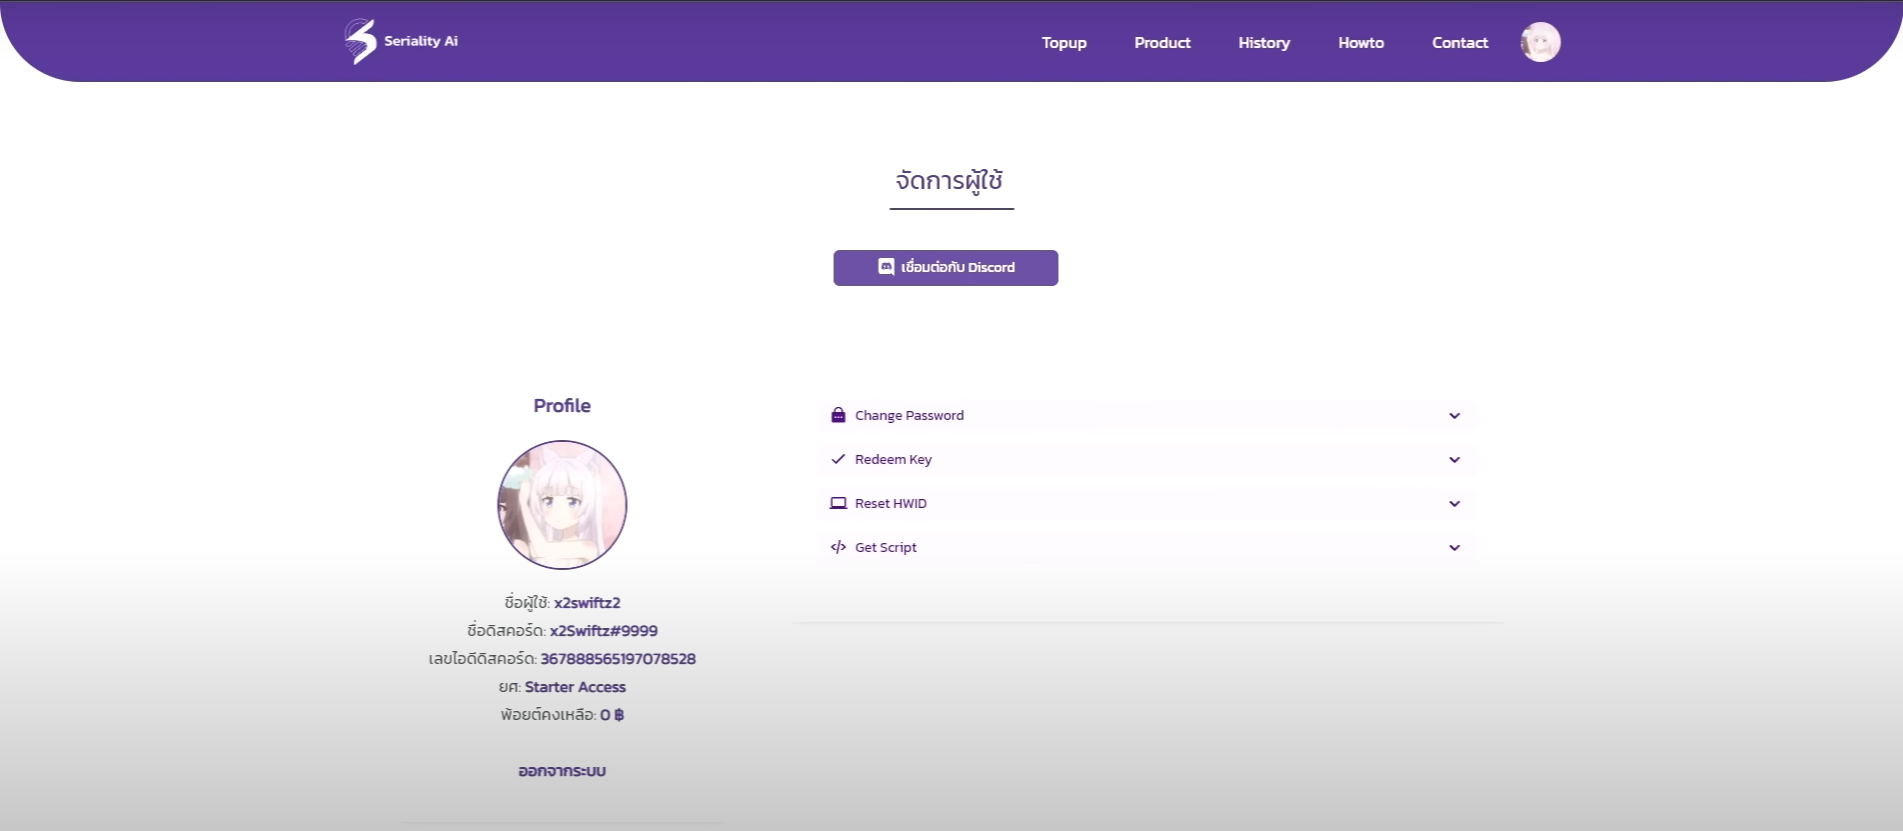 Seriality Ai
Topup
Product
History
Howto
Contact
จัดการผู้ใช้
เชื่อมต่อกับ Discord
Profile
ชื่อผู้ใช้: x2swiftz2
ชื่อดิสคอร์ด: x2Swiftz#9999
เลขไอดีดิสคอร์ด: 367888565197078528
ยศ: Starter Access
พ้อยต์คงเหลือ: 0 ฿
ออกจากระบบ
Change Password
Redeem Key
Reset HWID
Get Script